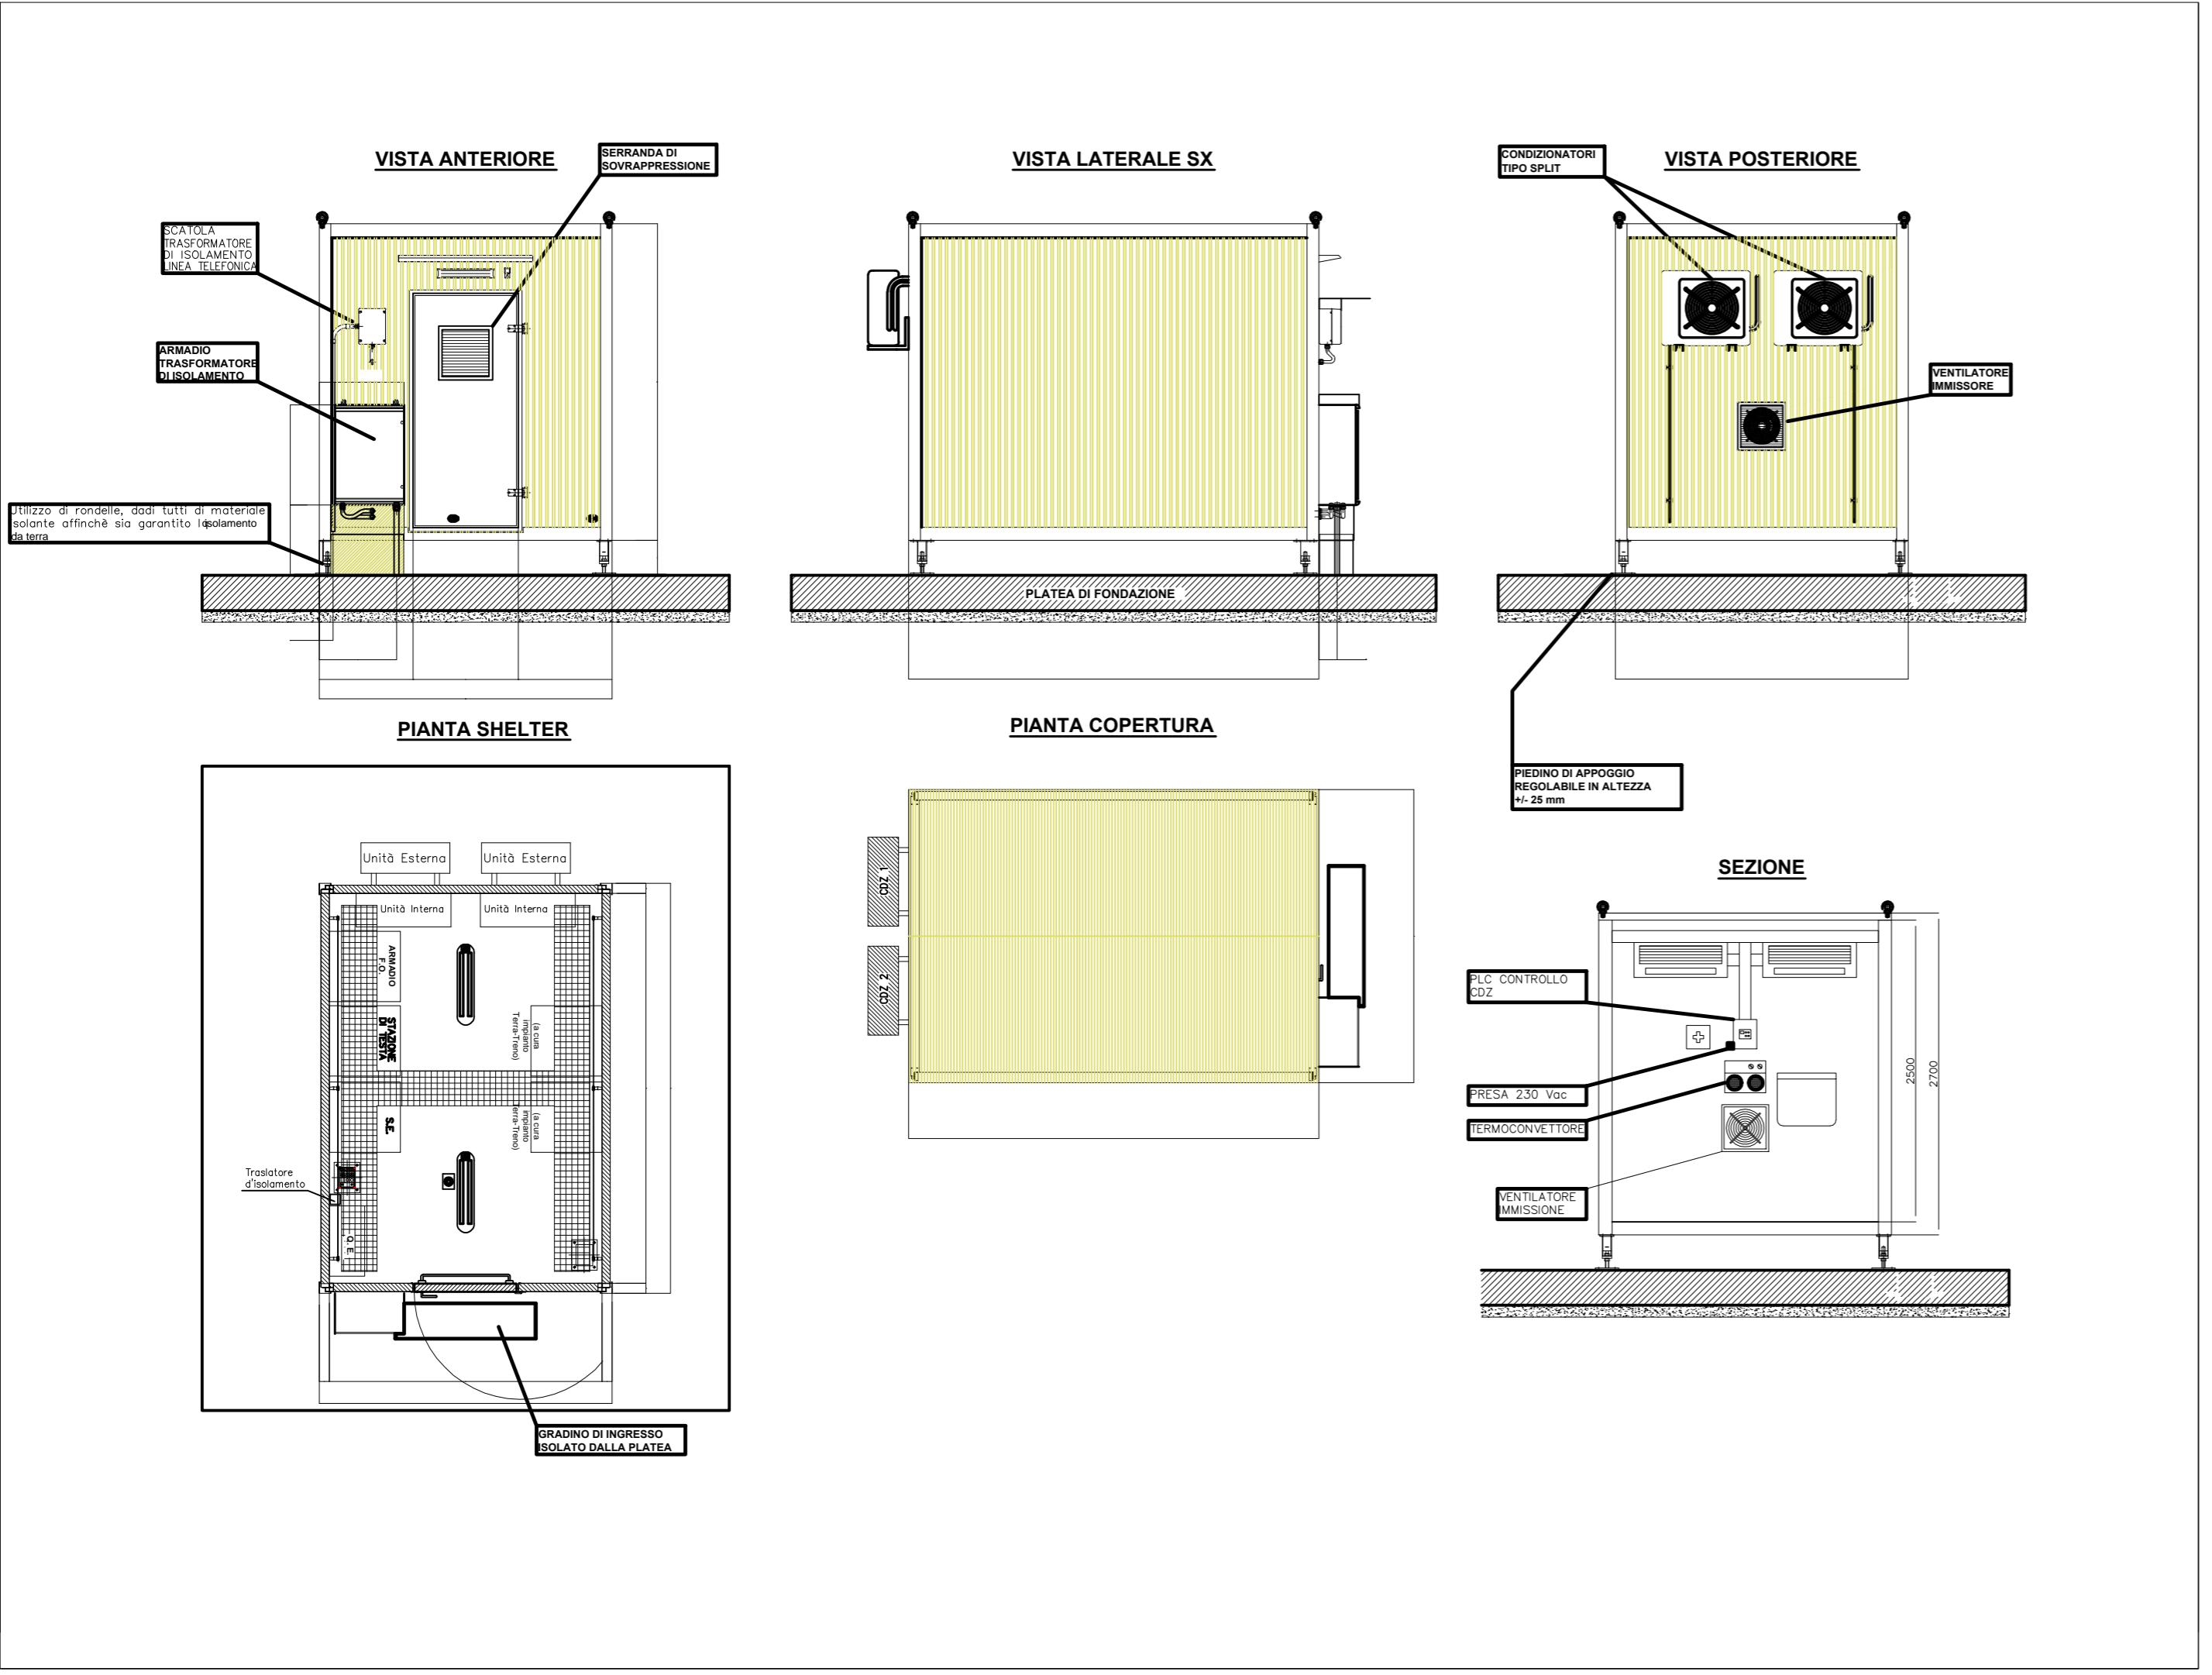 VISTA ANTERIORE
SERRANDA DI
SOVRAPPRESSIONE
SCATOLA
TRASFORMATORE
DI ISOLAMENTO
LINEA TELEFONICA
ARMADIO
TRASFORMATORE
DI ISOLAMENTO
Utilizzo di rondelle, dadi tutti di materiale
isolante affinchè sia garantito l'isolamento
da terra
VISTA LATERALE SX
PLATEA DI FONDAZIONE
VISTA POSTERIORE
CONDIZIONATORI
TIPO SPLIT
VENTILATORE
IMMISSORE
PIEDINO DI APPOGGIO
REGOLABILE IN ALTEZZA
+/- 25 mm
PIANTA SHELTER
Unità Esterna
Unità Esterna
Unità Interna
Unità Interna
ARMADIO
F.O.
STAZIONE
DI TESTA
(a cura
impianto
Terra-Treno)
S.E.
(a cura
impianto
Terra-Treno)
Traslatore
d'isolamento
Q.E.
GRADINO DI INGRESSO
ISOLATO DALLA PLATEA
PIANTA COPERTURA
CDZ 1
CDZ 2
SEZIONE
PLC CONTROLLO
CDZ
PRESA 230 Vac
TERMOCONVETTORE
VENTILATORE
IMMISSIONE
2500
2700